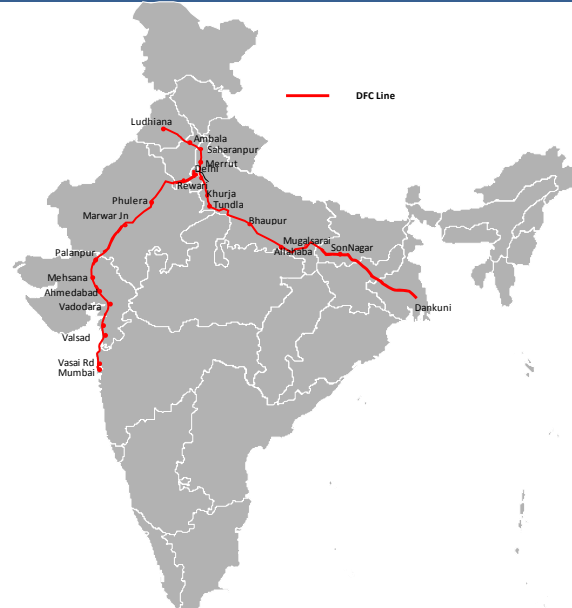 DFC Line
Ludhiana
Ambala
Saharanpur
Merrut
Delhi
Rewari
Khurja
Phulera
Tundla
Marwar Jn
Bhaupur
Mugalsarai
SonNagar
Allahaba
Palanpur
Mehsana
Ahmedabad
Vadodara
Dankuni
Valsad
Vasai Rd
Mumbai